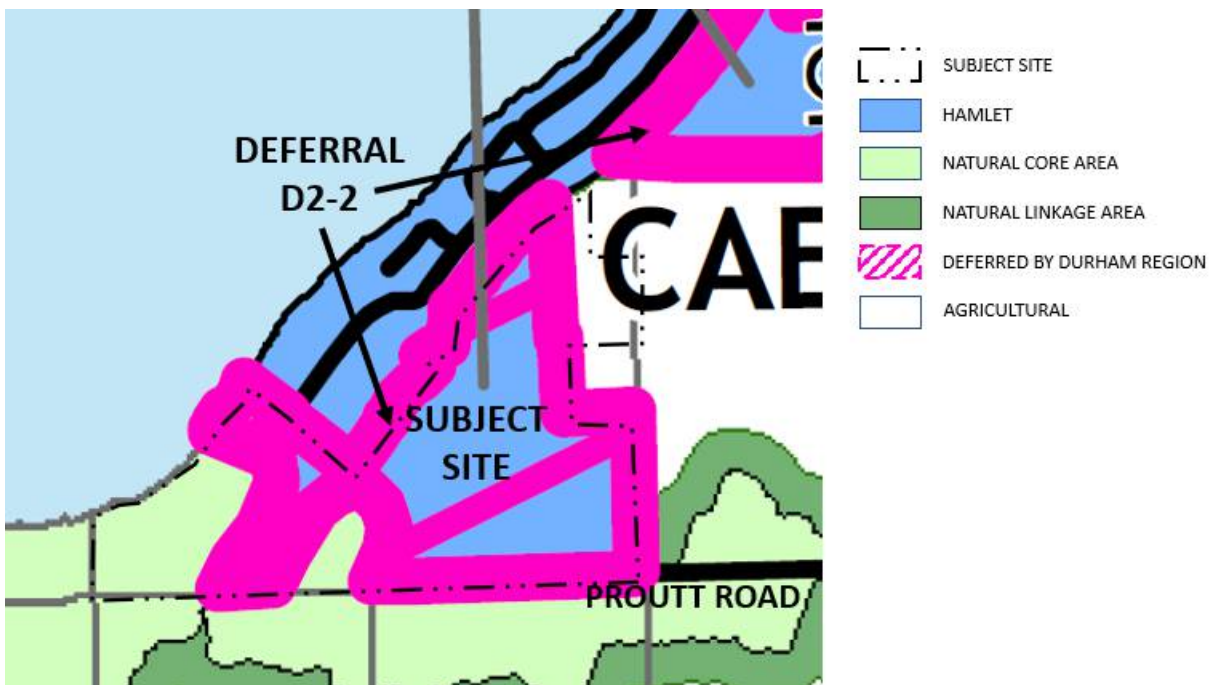 DEFERRAL
D2-2
CAE
SUBJECT
SITE
PROUTT ROAD
SUBJECT SITE
HAMLET
NATURAL CORE AREA
NATURAL LINKAGE AREA
DEFERRED BY DURHAM REGION
AGRICULTURAL